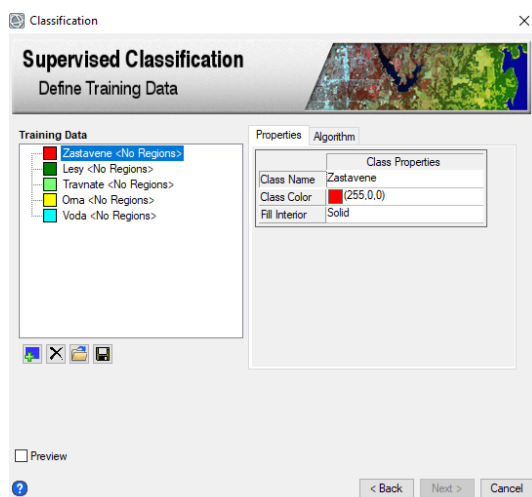 Classification
Supervised Classification
Define Training Data
Training Data
Zastavene <No Regions>
Lesy <No Regions>
Travnate <No Regions>
Orna <No Regions>
Voda <No Regions>
Properties
Algorithm
Class Properties
Class Name Zastavene
Class Color (255,0,0)
Fill Interior Solid
Preview
?
< Back
Next >
Cancel